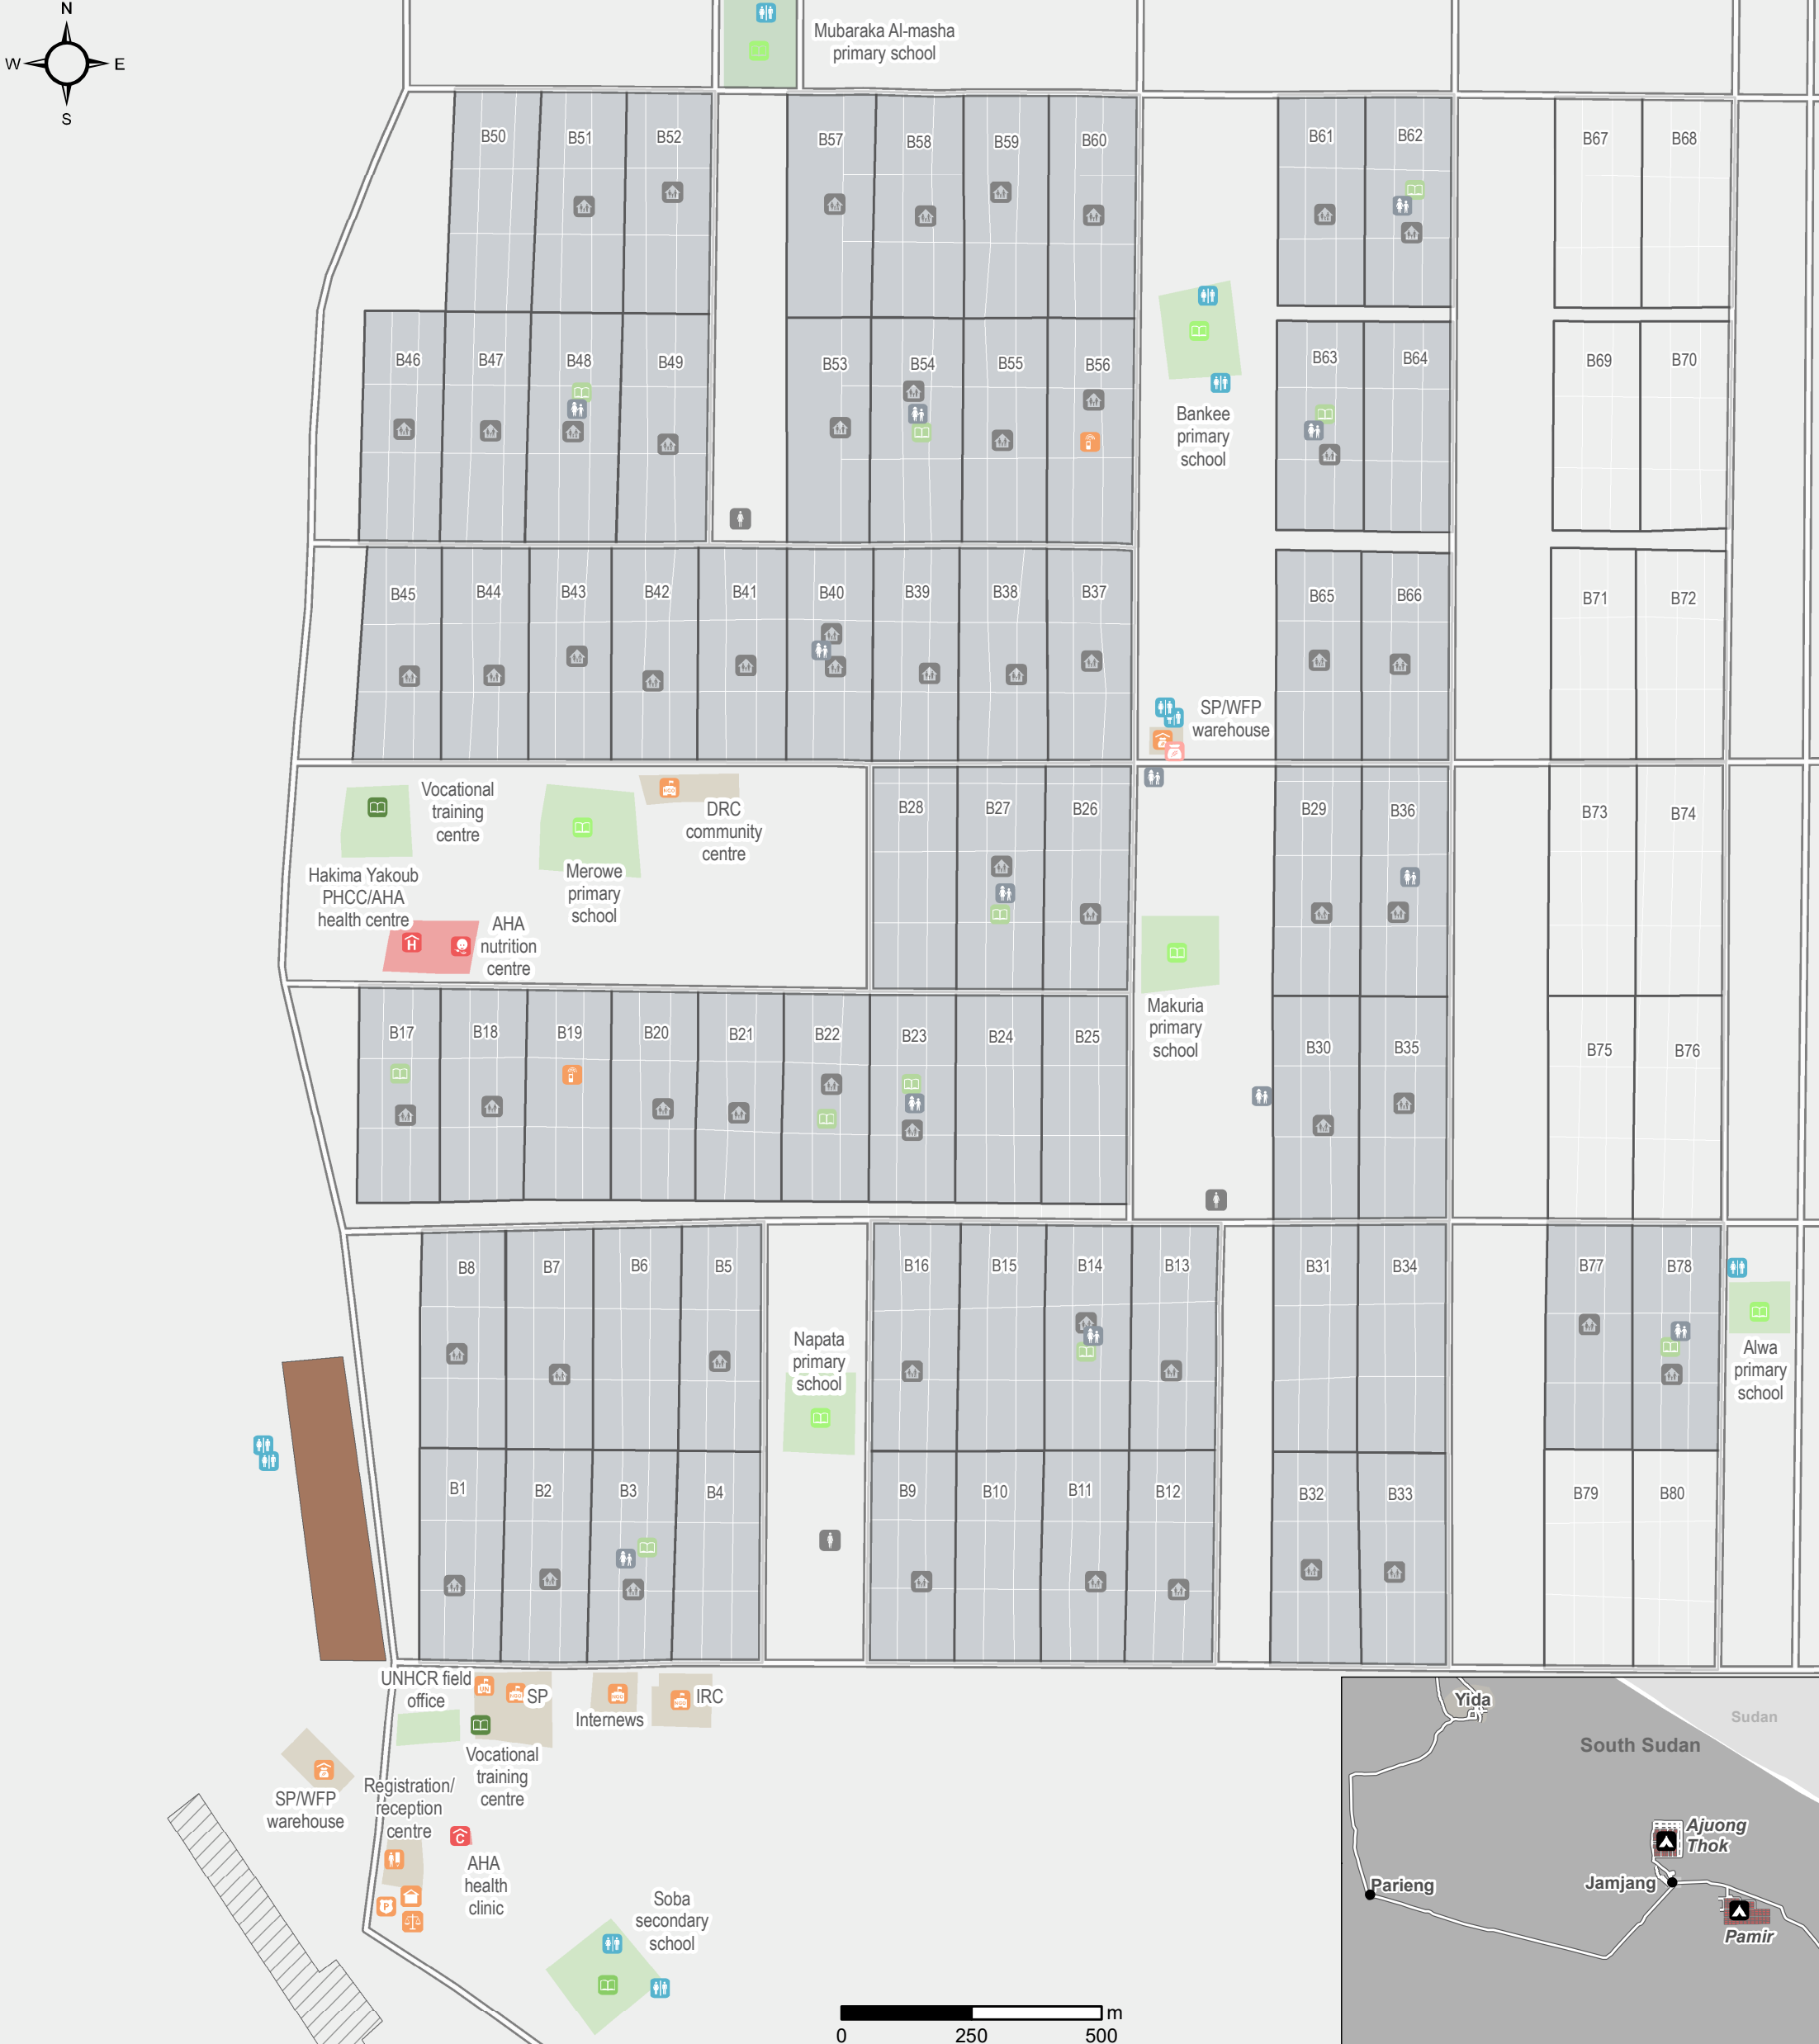 N
W
E
S
Mubaraka Al-masha
primary school
B50
B51
B52
B57
B58
B59
B60
B61
B62
B67
B68
B46
B47
B48
B49
B53
B54
B55
B56
Bankee
primary
school
B63
B64
B69
B70
B45
B44
B43
B42
B41
B40
B39
B38
B37
B65
B66
B71
B72
SP/WFP
warehouse
Vocational
training
centre
DRC
community
centre
Hakima Yakoub
PHCC/AHA
health centre
Merowe
primary
school
AHA
nutrition
centre
B28
B27
B26
B29
B36
B73
B74
Makuria
primary
school
B17
B18
B19
B20
B21
B22
B23
B24
B25
B30
B35
B75
B76
B8
B7
B6
B5
B16
B15
B14
B13
B31
B34
B77
B78
Napata
primary
school
Alwa
primary
school
B1
B2
B3
B4
B9
B10
B11
B12
B32
B33
B79
B80
UNHCR field
office
UN
NGO
SP
NGO
Internews
NGO
IRC
NGO
H
Vocational
training
centre
SP/WFP
warehouse
Registration/
reception
centre
C
AHA
health
clinic
P
Soba
secondary
school
m
0
250
500
Yida
Sudan
South Sudan
Ajuong
Thok
Jamjang
Parieng
Pamir